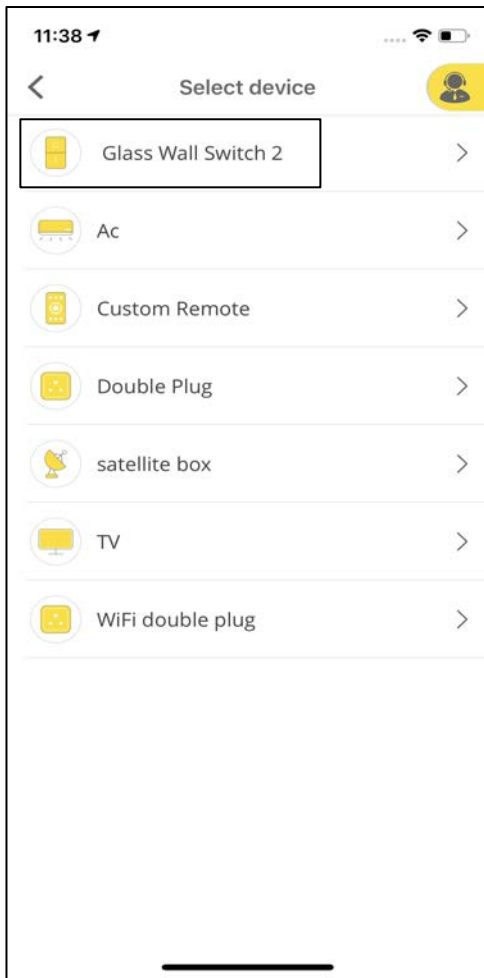 11:38
Select device
Glass Wall Switch 2
Ac
Custom Remote
Double Plug
satellite box
TV
WiFi double plug